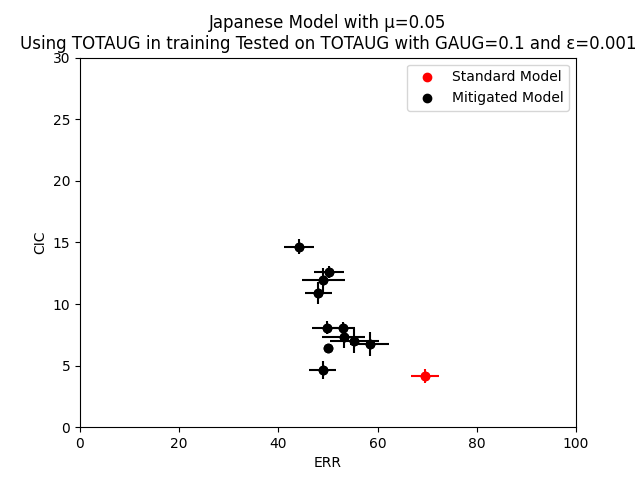 Japanese Model with μ=0.05
Using TOTAUG in training Tested on TOTAUG with GAUG=0.1 and ε=0.001
Standard Model
Mitigated Model
CIC
30
25
20
15
10
5
0
0 20 40 60 80 100
ERR